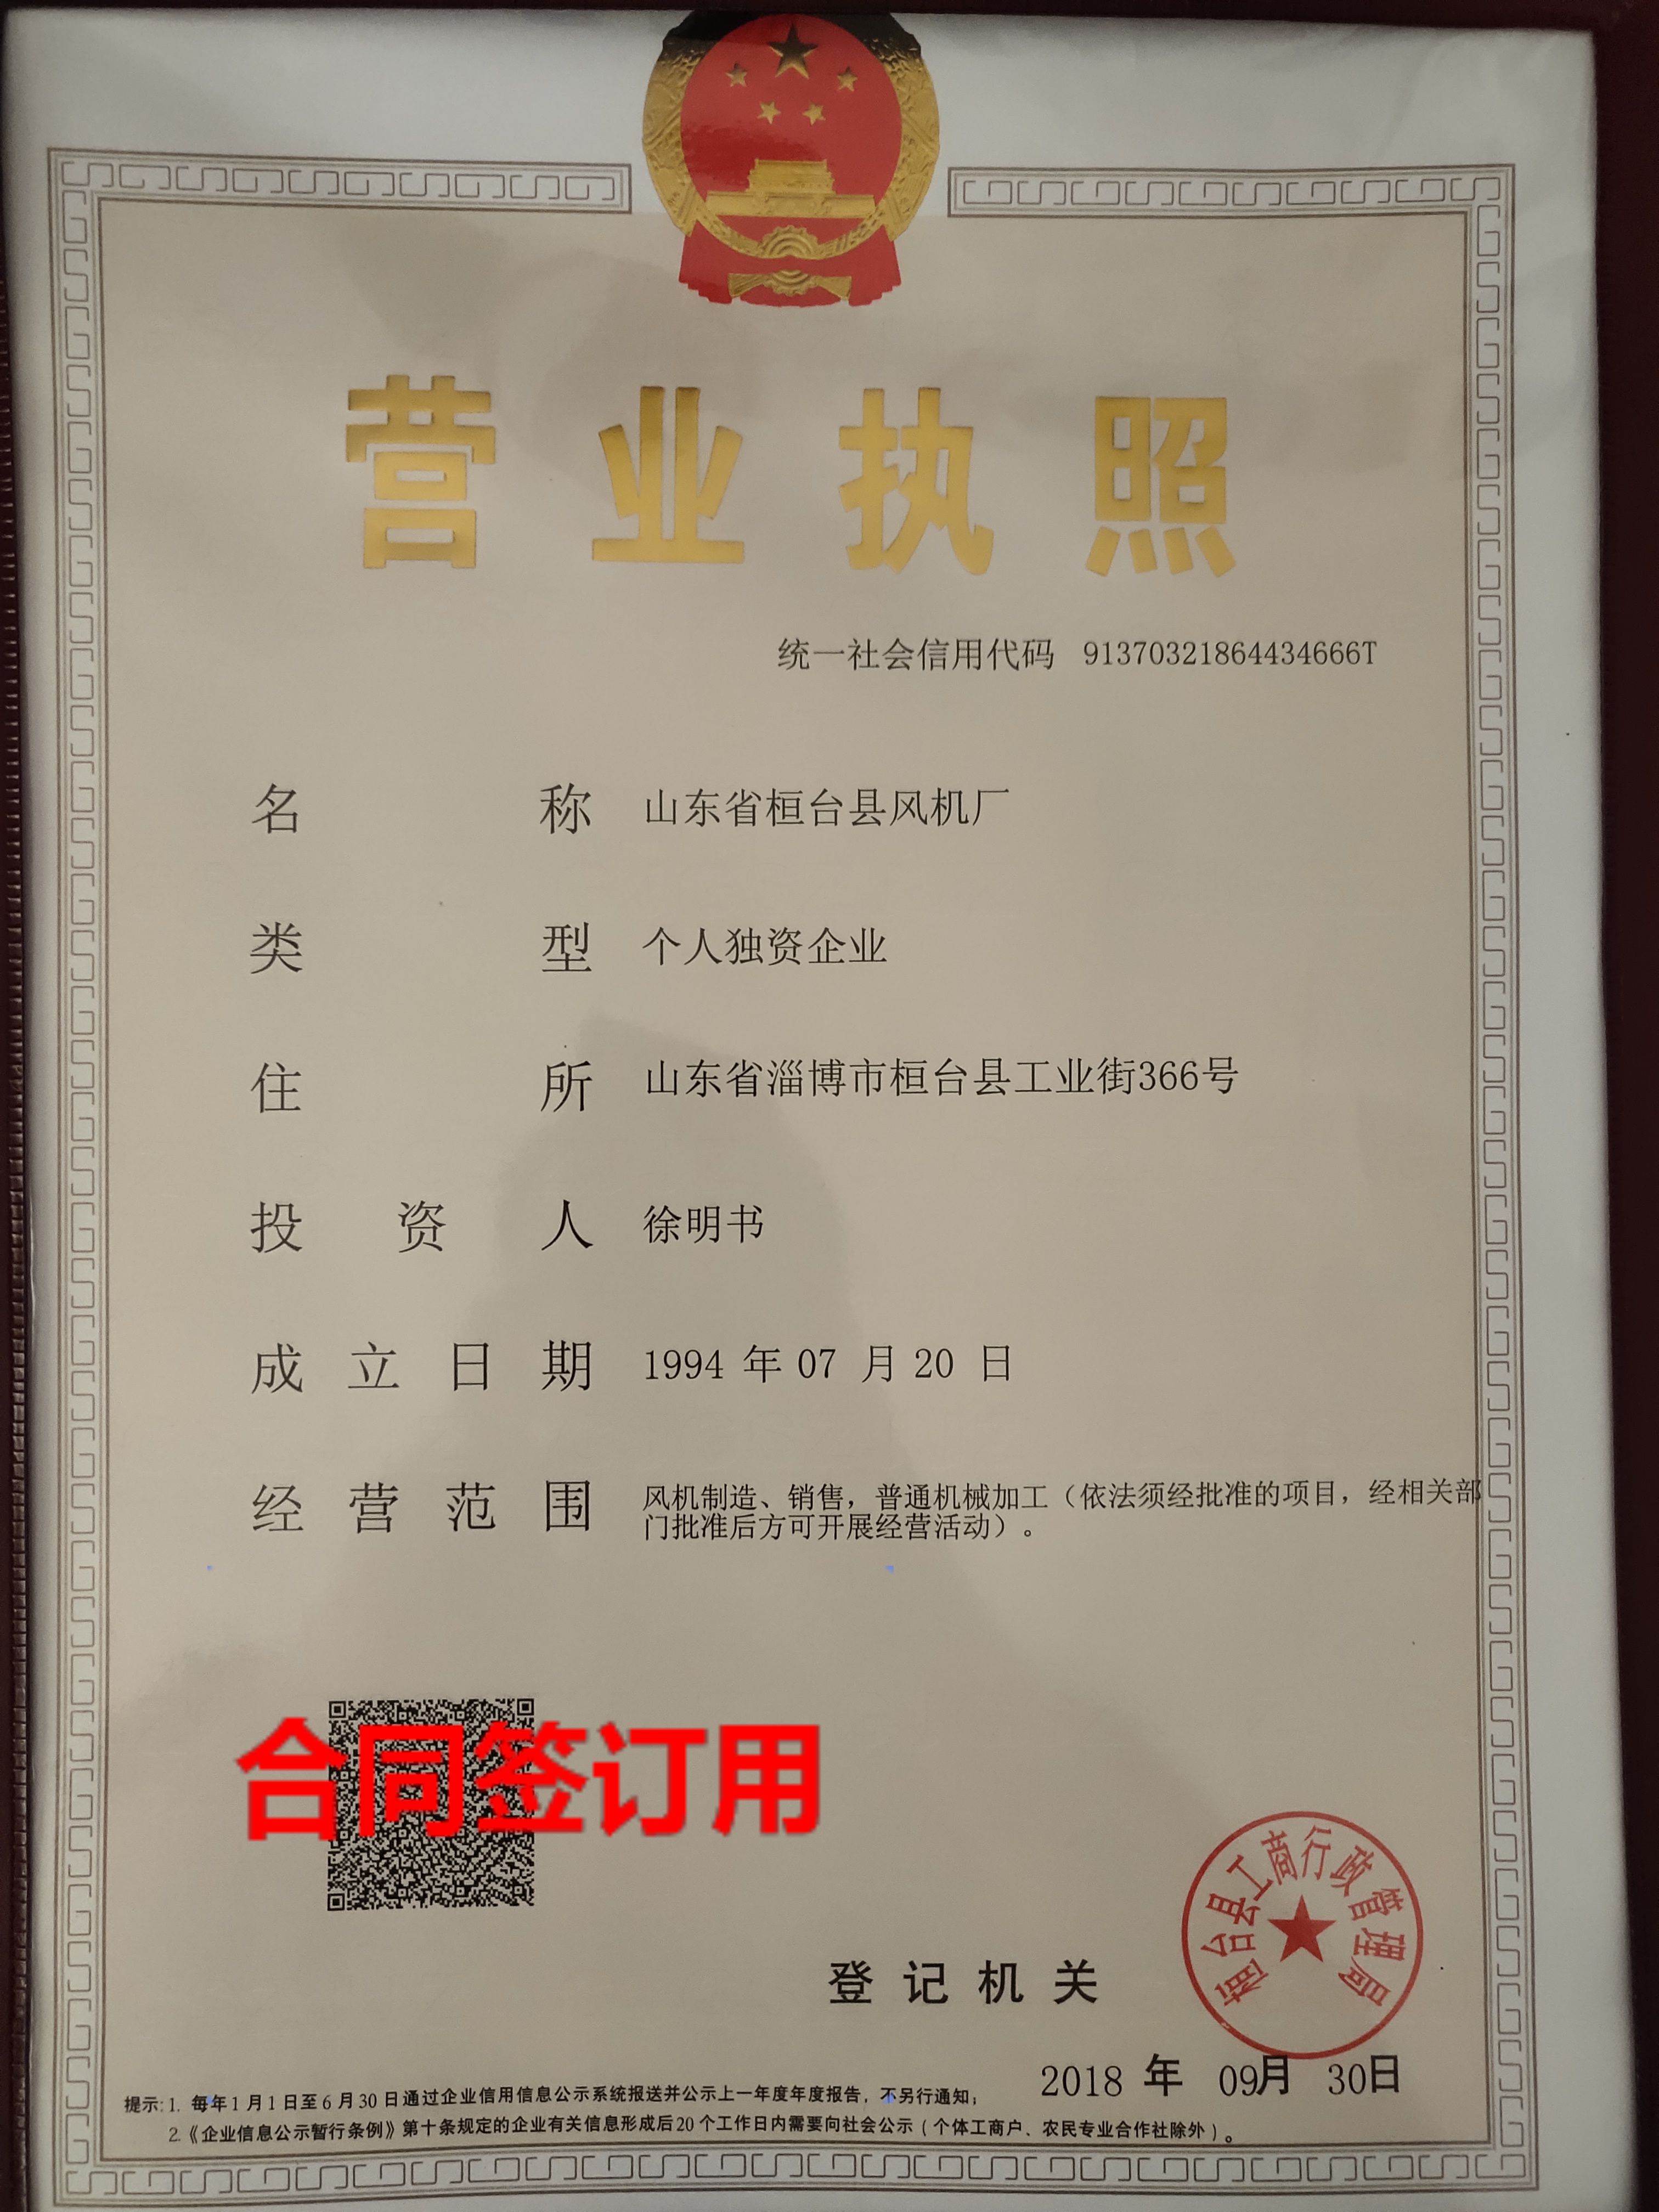 营业执照
统一社会信用代码 91370321864434666T
名称 山东省桓台县风机厂
类型 个人独资企业
住所 山东省淄博市桓台县工业街366号
投资人 徐明书
成立日期 1994 年 07 月 20 日
经营范围 风机制造、销售，普通机械加工（依法须经批准的项目，经相关部
门批准后方可开展经营活动）。
合同签订用
桓台县工商行政管理局
登记机关
2018 年 09月 30日
提示:1. 每年1月1日至6月30日通过企业信用信息公示系统报送并公示上一年度年度报告，不另行通知；
2.《企业信息公示暂行条例》第十条规定的企业有关信息形成后20个工作日内需要向社会公示（个体工商户、农民专业合作社除外）。